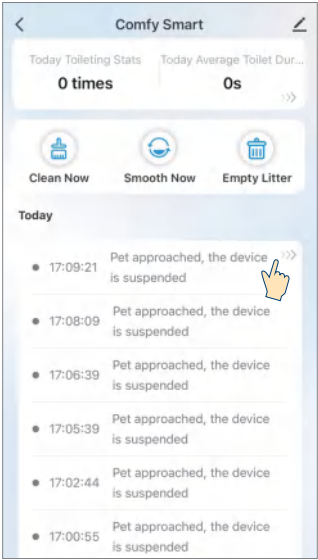 Comfy Smart
Today Toileting Stats
Today Average Toilet Dur...
0 times
0s
Clean Now
Smooth Now
Empty Litter
Today
17:09:21
Pet approached, the device
is suspended
17:08:09
Pet approached, the device
is suspended
17:06:39
Pet approached, the device
is suspended
17:05:39
Pet approached, the device
is suspended
17:02:44
Pet approached, the device
is suspended
17:00:55
Pet approached, the device
is suspended